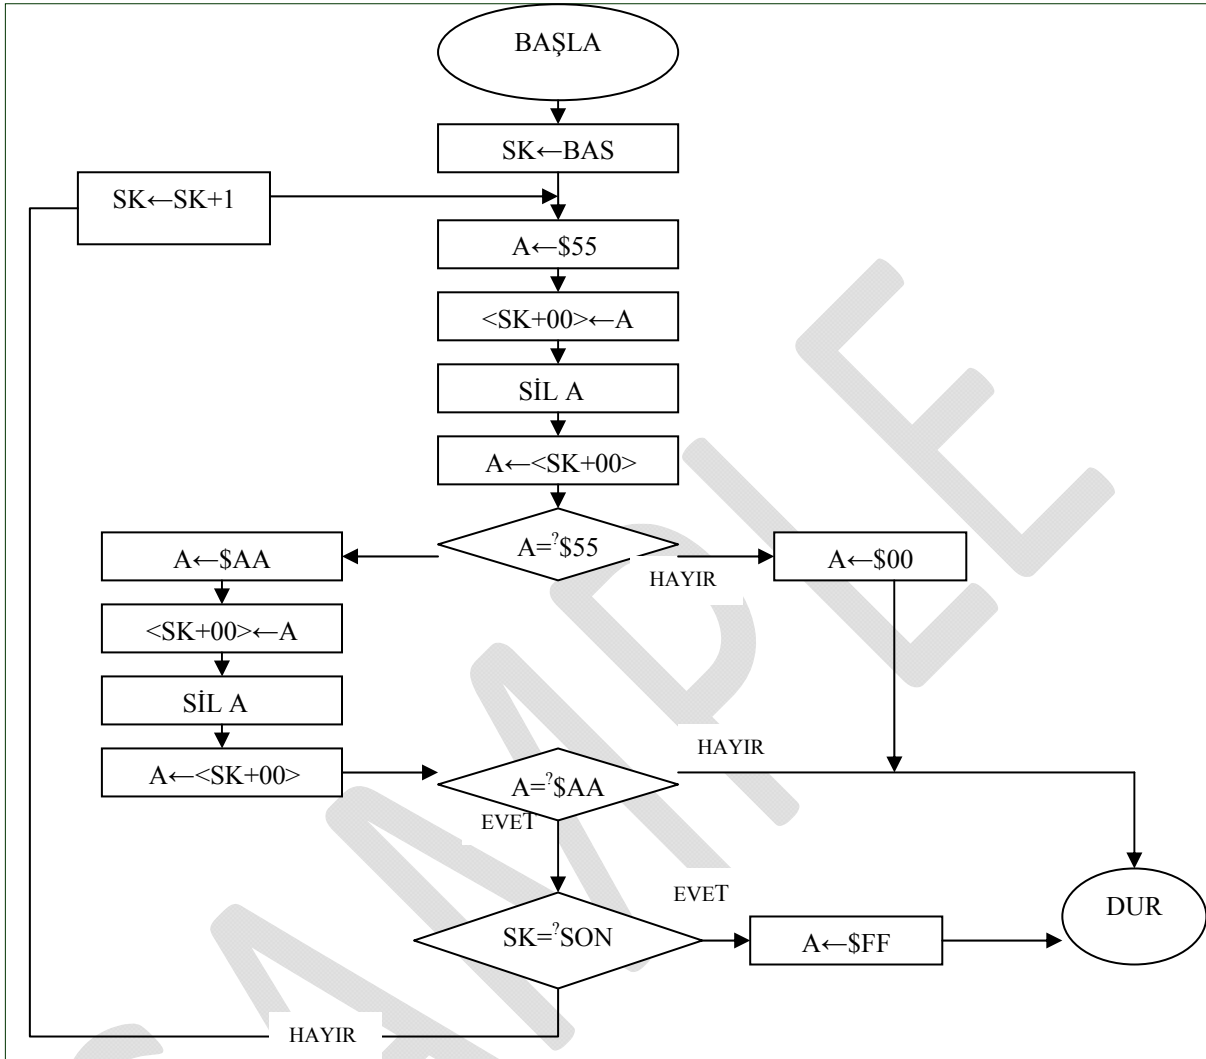 BAŞLA
SK←BAS
SK←SK+1
A←$55
<SK+00>←A
SİL A
A←<SK+00>
A=?$55
HAYIR
A←$00
A←$AA
<SK+00>←A
SİL A
A←<SK+00>
A=?$AA
HAYIR
EVET
SK=?SON
EVET
A←$FF
DUR
HAYIR
SAMPLE